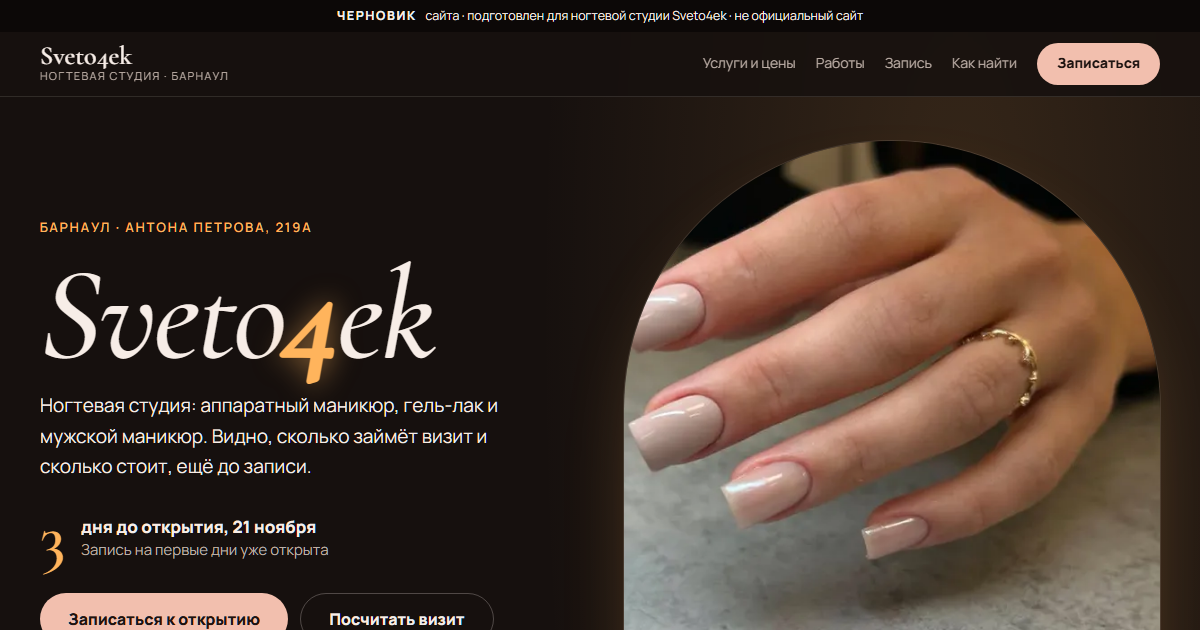 ЧЕРНОВИК сайта · подготовлен для ногтевой студии Sveto4ek · не официальный сайт
Sveto4ek
НОГТЕВАЯ СТУДИЯ · БАРНАУЛ
Услуги и цены Работы Запись Как найти Записаться
БАРНАУЛ · АНТОНА ПЕТРОВА, 219А
Sveto4ek
Ногтевая студия: аппаратный маникюр, гель-лак и
мужской маникюр. Видно, сколько займёт визит и
сколько стоит, ещё до записи.
3 дня до открытия, 21 ноября
Запись на первые дни уже открыта
Записаться к открытию Посчитать визит